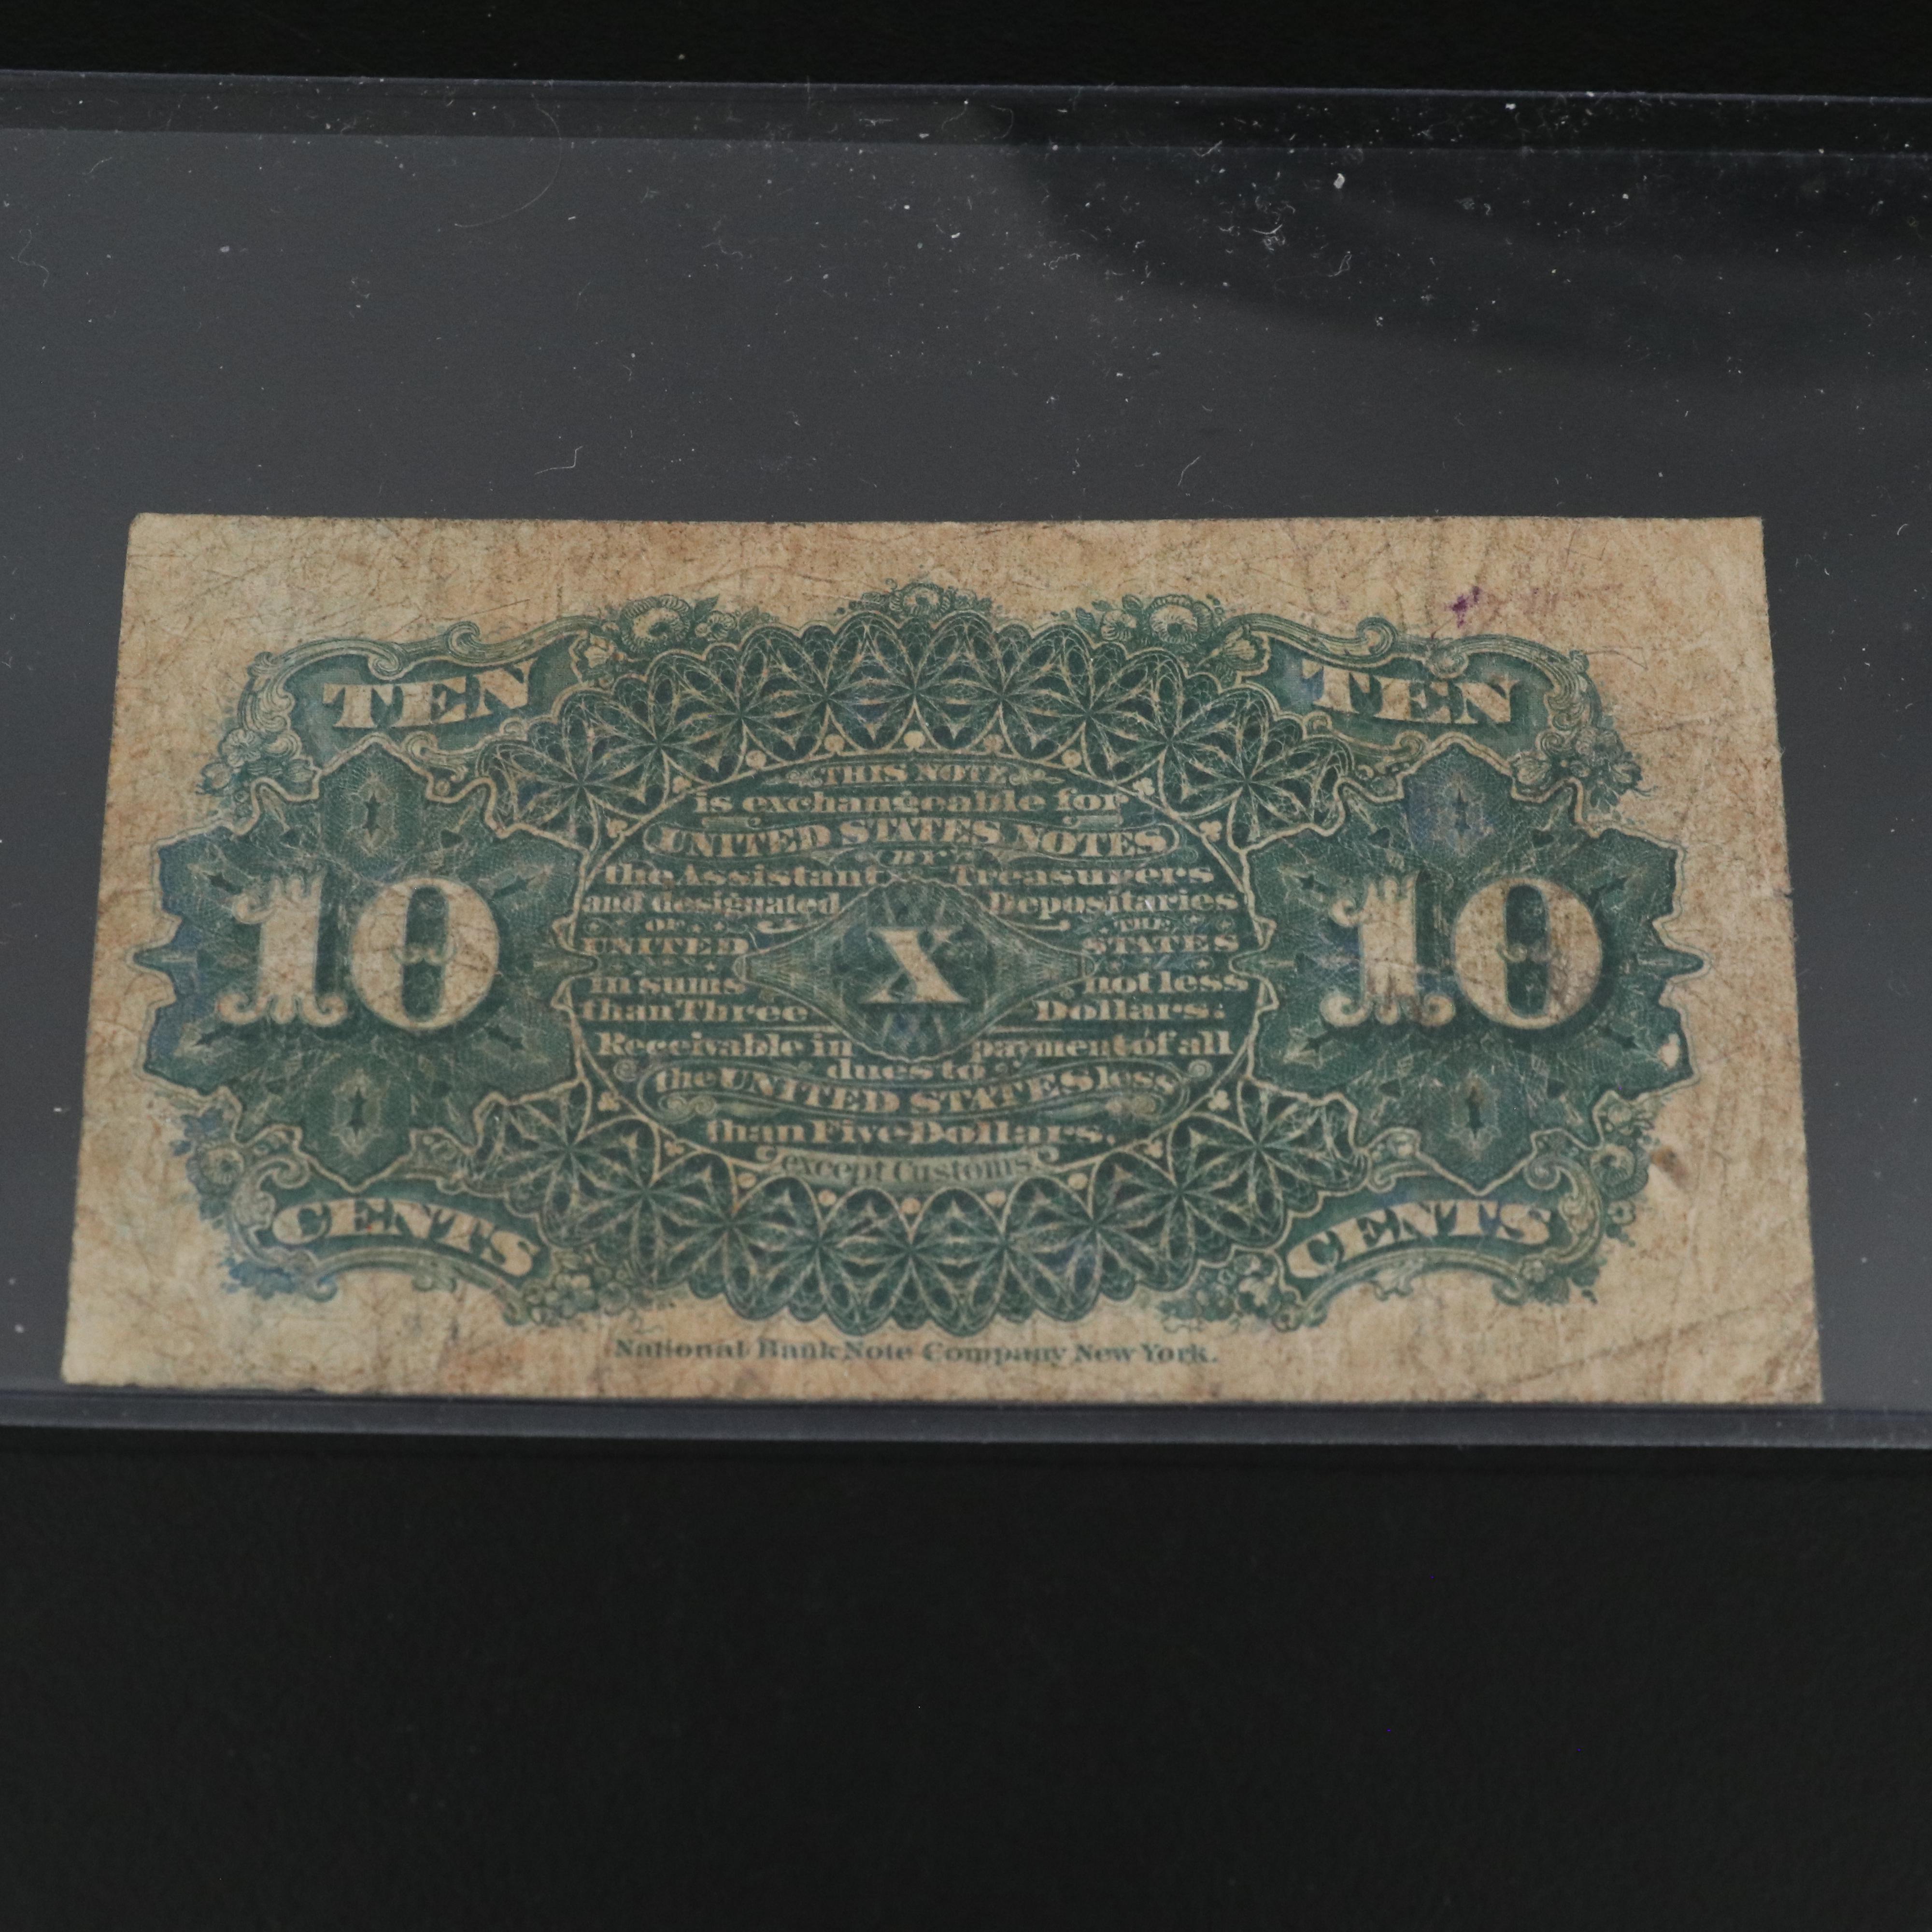 TEN TEN
THIS NOTE
is exchangeable for
UNITED STATES NOTES
BY
the Assistant Treasurers
and designated Depositaries
OF THE
UNITED STATES
in sums not less
than Three Dollars.
10 X 10
Receivable in payment of all
dues to
the UNITED STATES less
than Five Dollars,
except Customs
CENTS CENTS
National Bank Note Company New York.